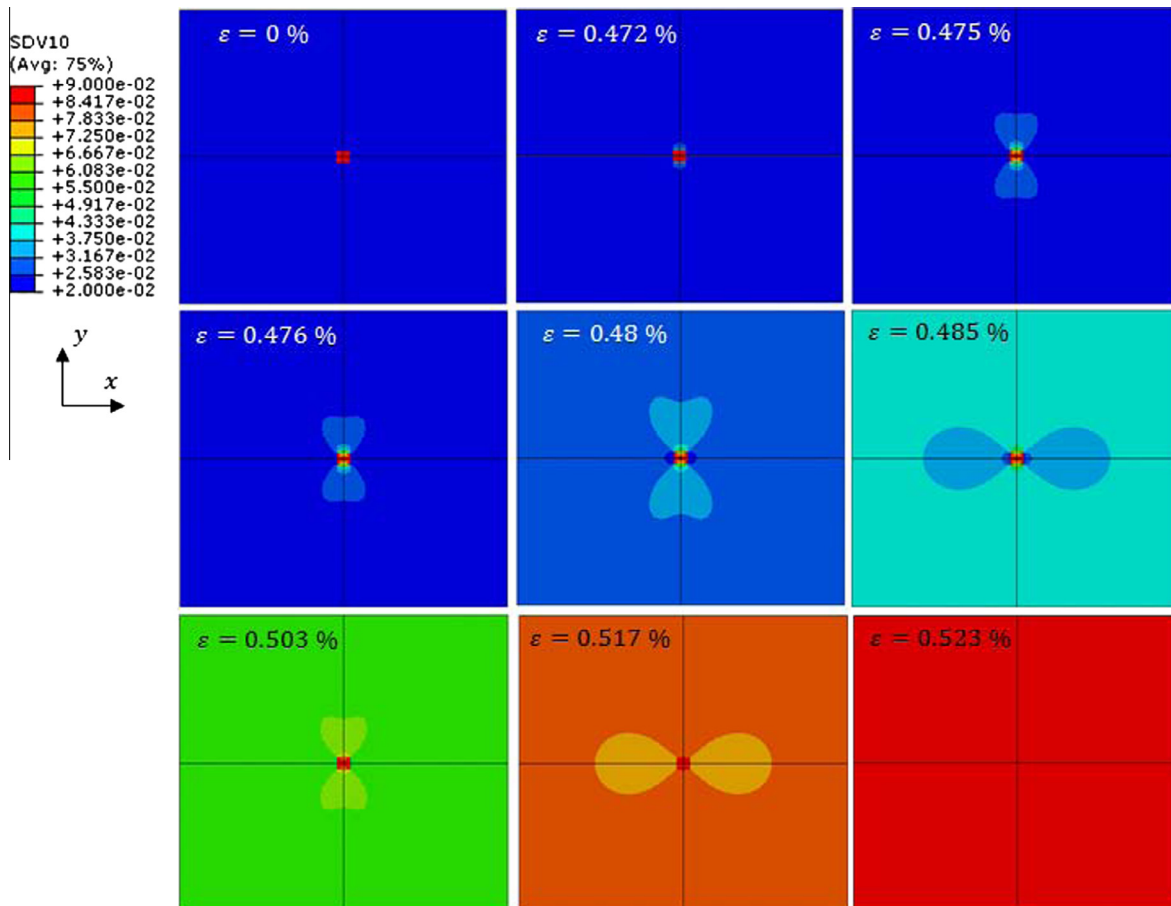 SDV10
(Avg: 75%)
+9.000e-02
+8.417e-02
+7.833e-02
+7.250e-02
+6.667e-02
+6.083e-02
+5.500e-02
+4.917e-02
+4.333e-02
+3.750e-02
+3.167e-02
+2.583e-02
+2.000e-02
ε = 0 %
ε = 0.472 %
ε = 0.475 %
y
x
ε = 0.476 %
ε = 0.48 %
ε = 0.485 %
ε = 0.503 %
ε = 0.517 %
ε = 0.523 %